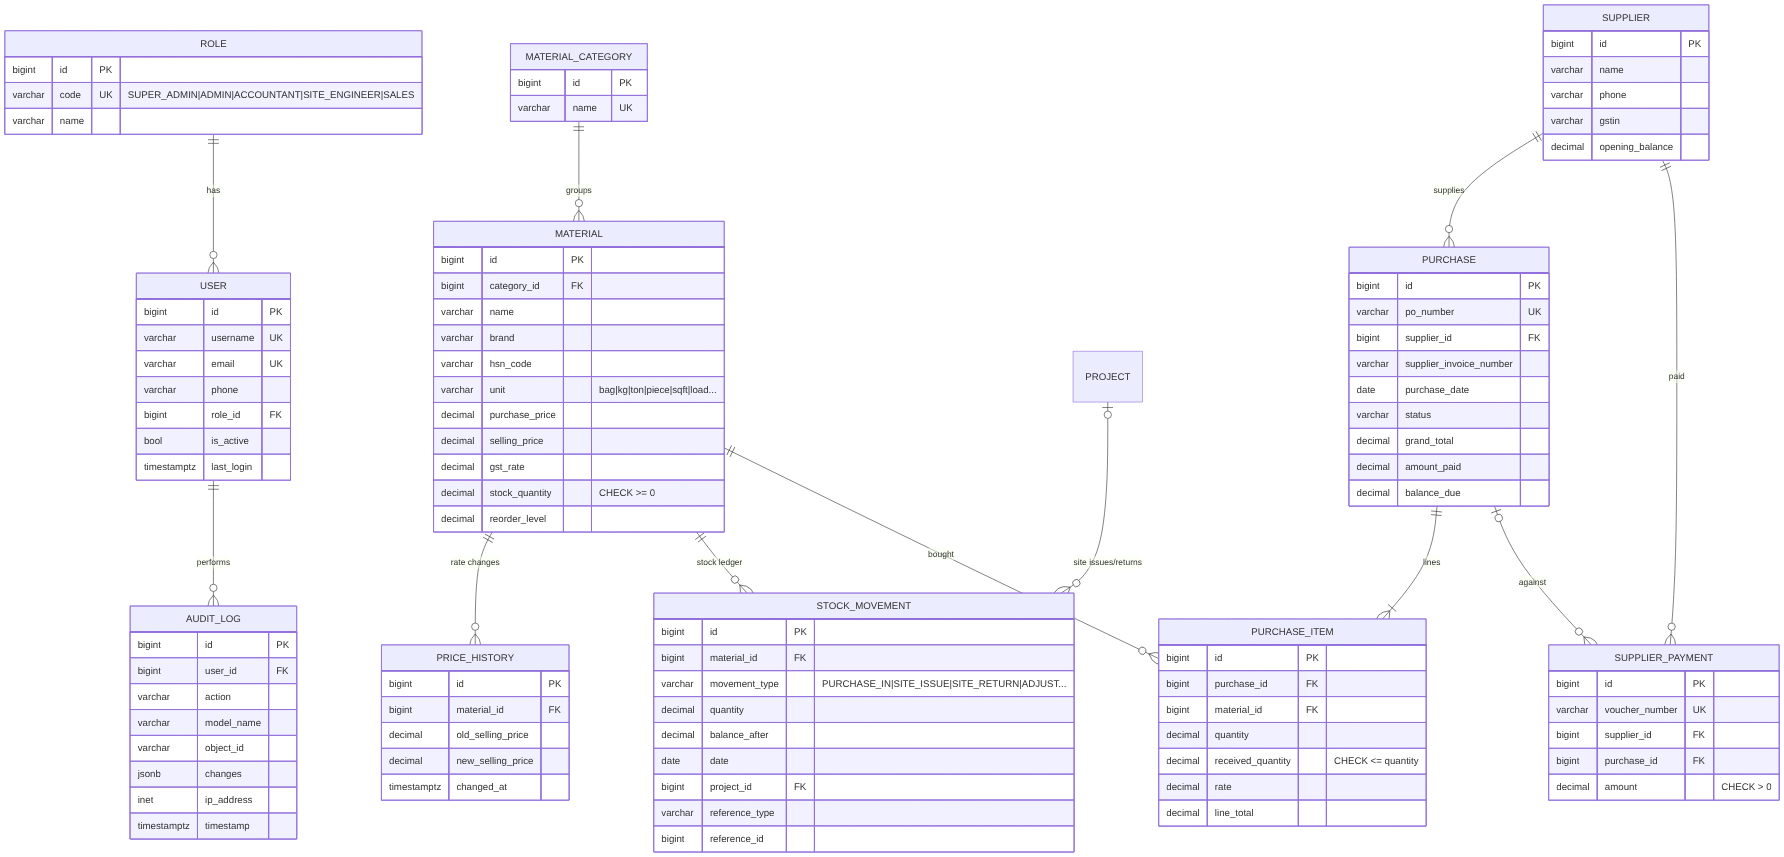 ROLE
bigint id PK
varchar code UK SUPER_ADMIN|ADMIN|ACCOUNTANT|SITE_ENGINEER|SALES
varchar name
has
USER
bigint id PK
varchar username UK
varchar email UK
varchar phone
bigint role_id FK
bool is_active
timestamptz last_login
performs
AUDIT_LOG
bigint id PK
bigint user_id FK
varchar action
varchar model_name
varchar object_id
jsonb changes
inet ip_address
timestamptz timestamp
MATERIAL_CATEGORY
bigint id PK
varchar name UK
groups
MATERIAL
bigint id PK
bigint category_id FK
varchar name
varchar brand
varchar hsn_code
varchar unit bag|kg|ton|piece|sqft|load...
decimal purchase_price
decimal selling_price
decimal gst_rate
decimal stock_quantity CHECK >= 0
decimal reorder_level
rate changes
stock ledger
bought
PRICE_HISTORY
bigint id PK
bigint material_id FK
decimal old_selling_price
decimal new_selling_price
timestamptz changed_at
PROJECT
site issues/returns
STOCK_MOVEMENT
bigint id PK
bigint material_id FK
varchar movement_type PURCHASE_IN|SITE_ISSUE|SITE_RETURN|ADJUST...
decimal quantity
decimal balance_after
date date
bigint project_id FK
varchar reference_type
bigint reference_id
SUPPLIER
bigint id PK
varchar name
varchar phone
varchar gstin
decimal opening_balance
supplies
paid
PURCHASE
bigint id PK
varchar po_number UK
bigint supplier_id FK
varchar supplier_invoice_number
date purchase_date
varchar status
decimal grand_total
decimal amount_paid
decimal balance_due
lines
against
PURCHASE_ITEM
bigint id PK
bigint purchase_id FK
bigint material_id FK
decimal quantity
decimal received_quantity CHECK <= quantity
decimal rate
decimal line_total
SUPPLIER_PAYMENT
bigint id PK
varchar voucher_number UK
bigint supplier_id FK
bigint purchase_id FK
decimal amount CHECK > 0